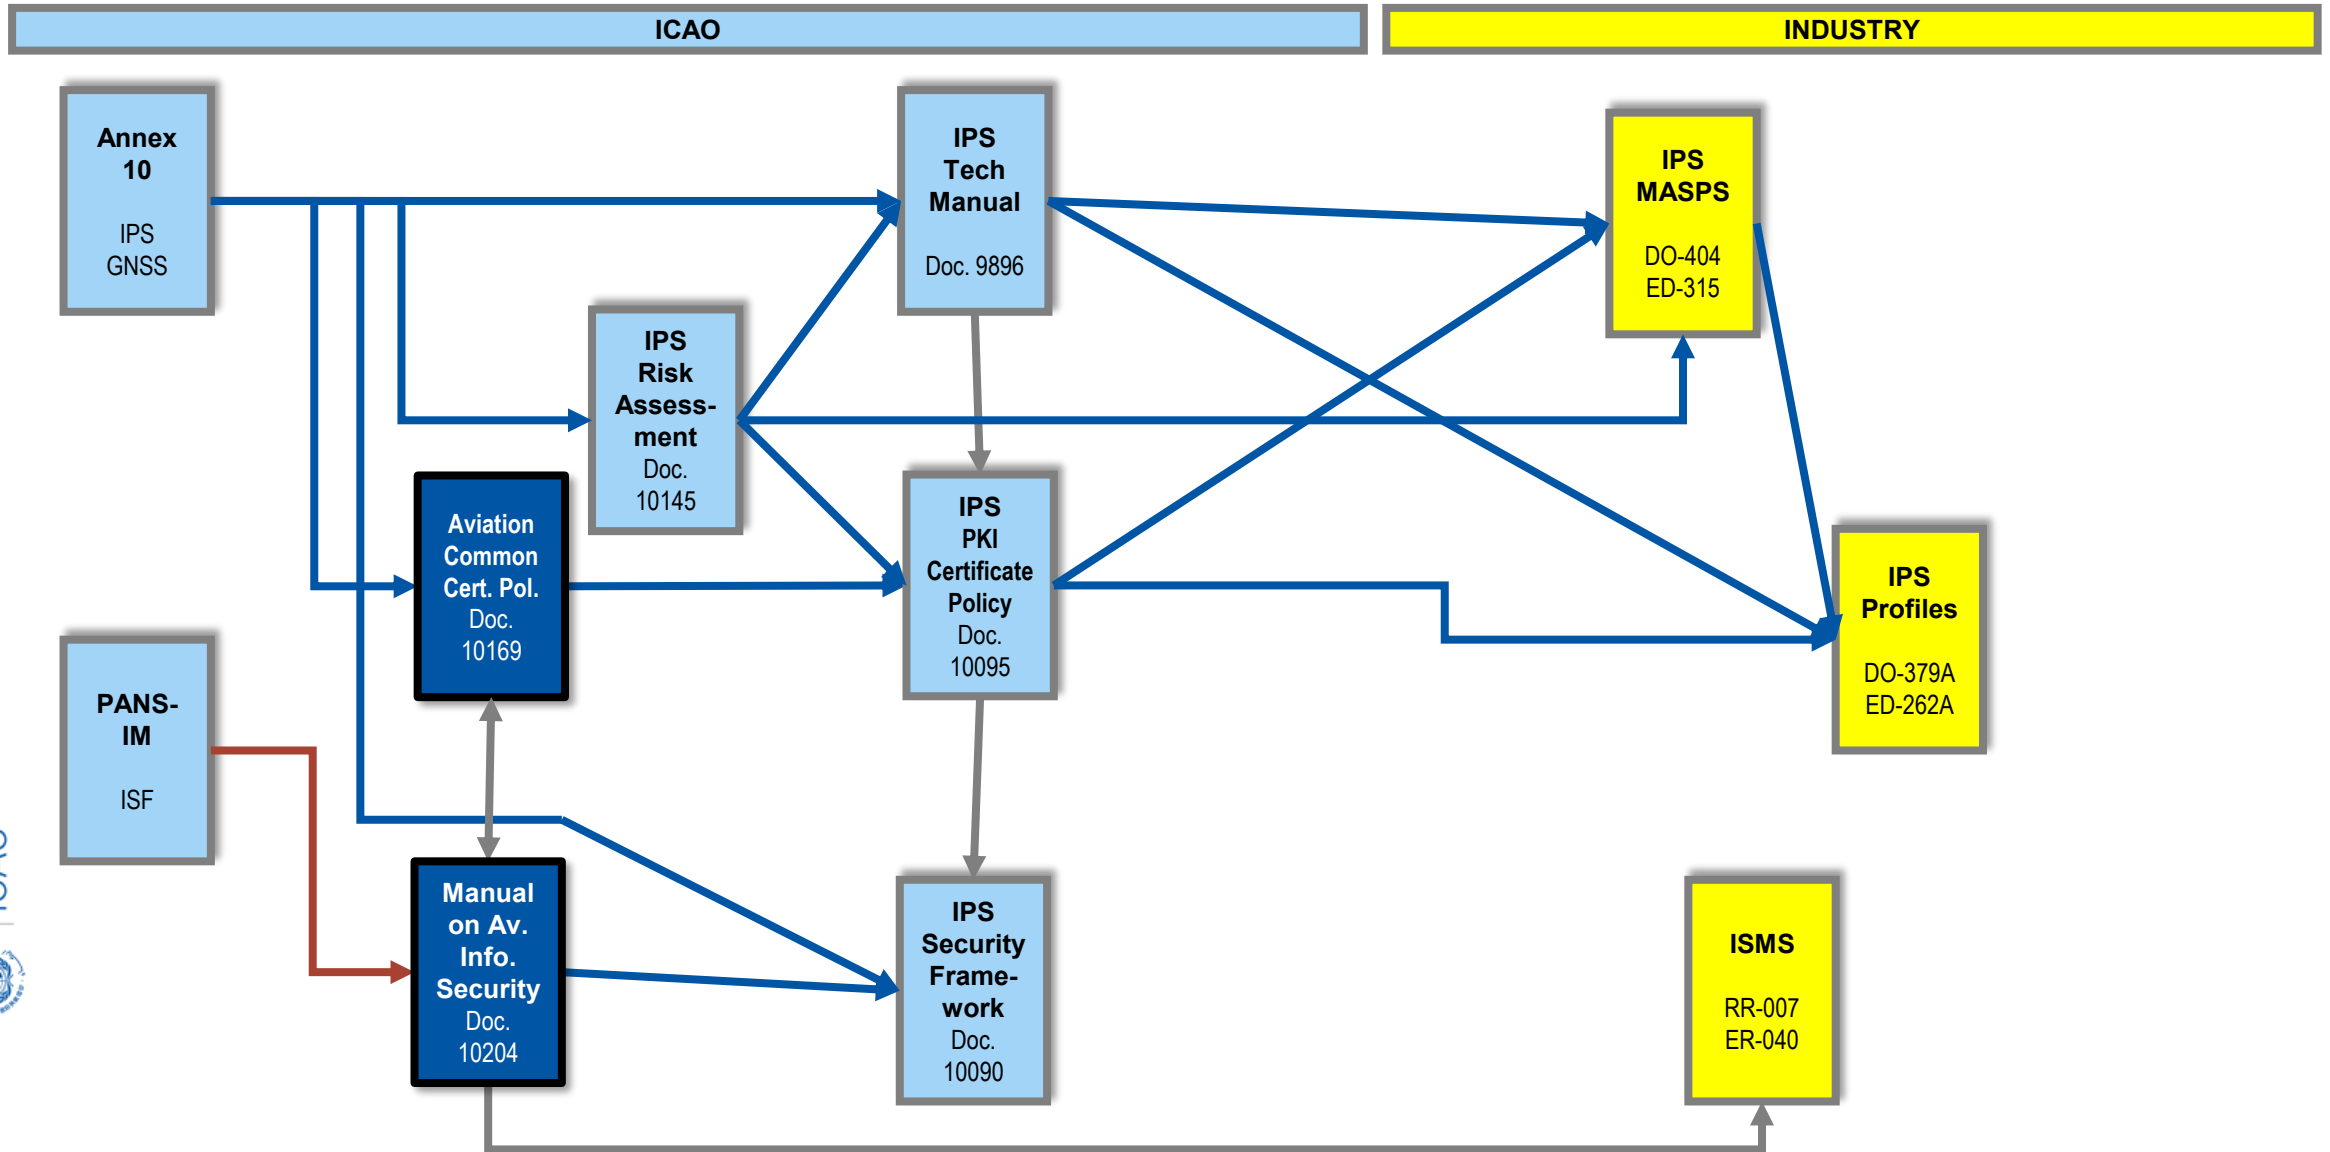 ICAO
INDUSTRY
Annex
10
IPS
GNSS
IPS
Tech
Manual
Doc. 9896
IPS
MASPS
DO-404
ED-315
IPS
Risk
Assess-
ment
Doc.
10145
Aviation
Common
Cert. Pol.
Doc.
10169
IPS
PKI
Certificate
Policy
Doc.
10095
IPS
Profiles
DO-379A
ED-262A
PANS-
IM
ISF
Manual
on Av.
Info.
Security
Doc.
10204
IPS
Security
Frame-
work
Doc.
10090
ISMS
RR-007
ER-040
ICAO